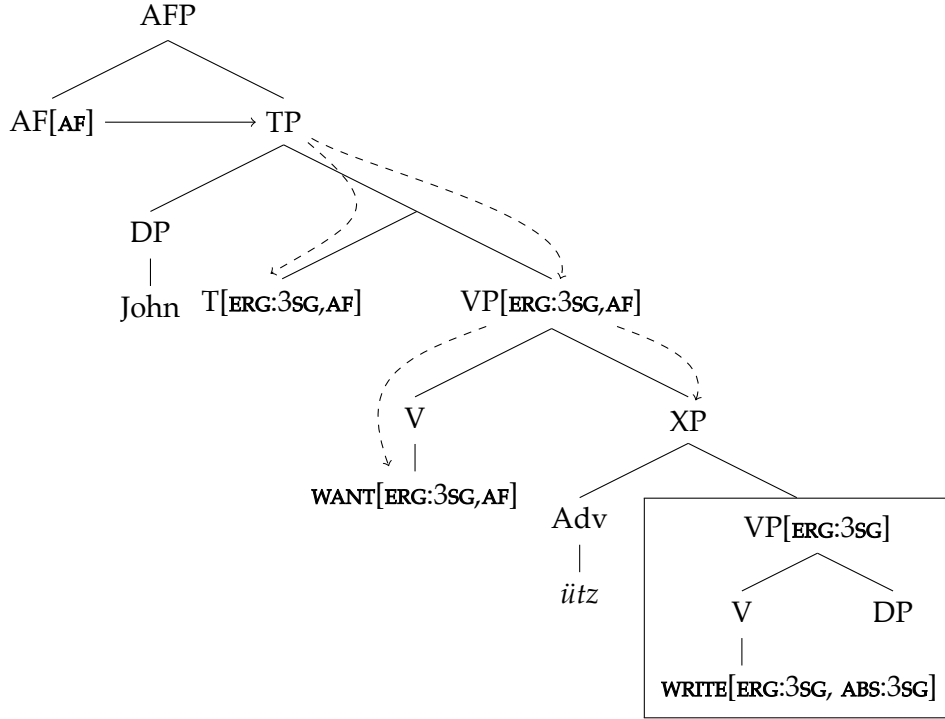 AFP
AF[AF] TP
DP
John T[ERG:3SG,AF] VP[ERG:3SG,AF]
V XP
WANT[ERG:3SG,AF]
Adv VP[ERG:3SG]
ütz
V DP
WRITE[ERG:3SG, ABS:3SG]